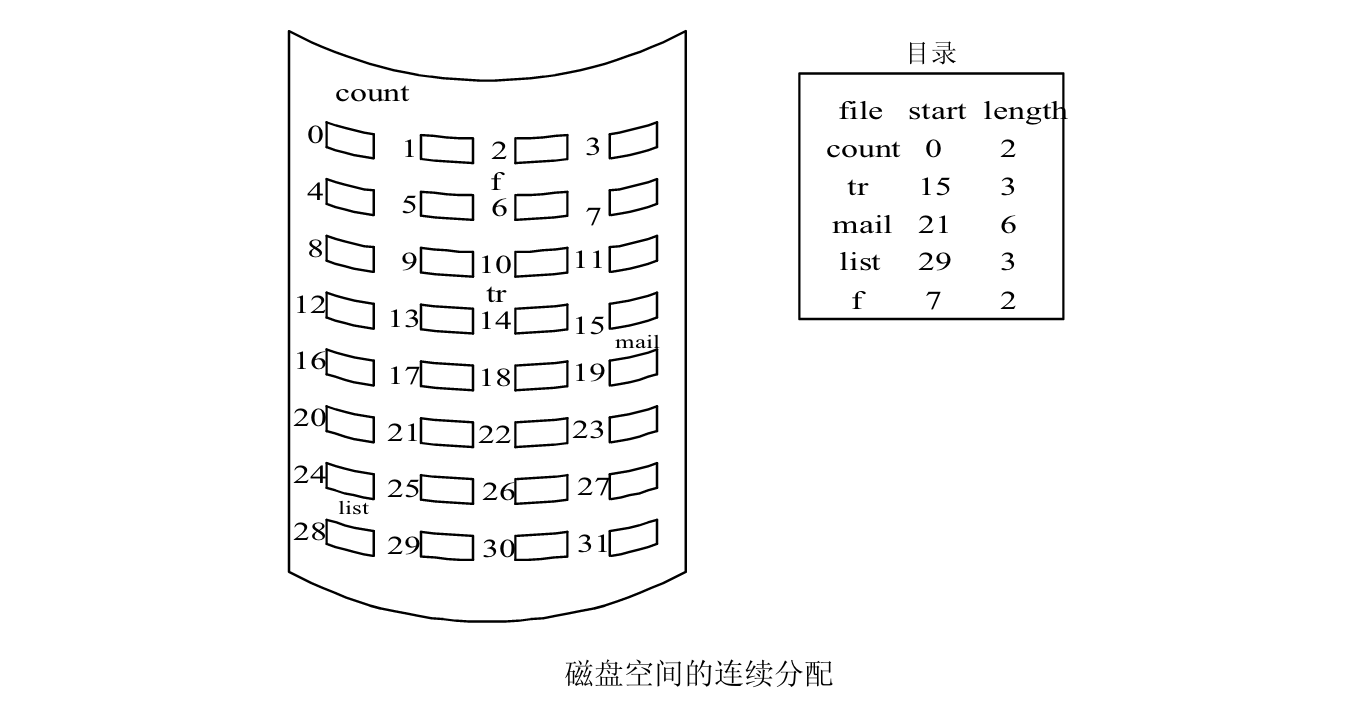 count
0 1 2 3
f
4 5 6 7
8 9 10 11
tr
12 13 14 15
mail
16 17 18 19
20 21 22 23
24 25 26 27
list
28 29 30 31
目录
file start length
count 0 2
tr 15 3
mail 21 6
list 29 3
f 7 2
磁盘空间的连续分配